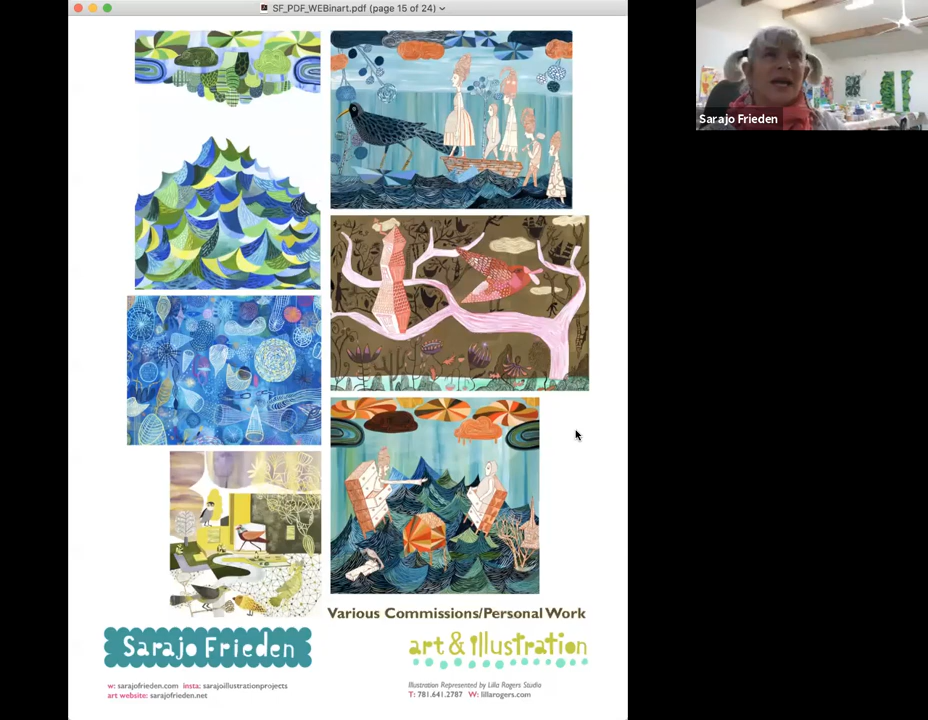 SF_PDF_WEBinart.pdf (page 15 of 24)
Sarajo Frieden
Various Commissions/Personal Work
Sarajo Frieden
art & illustration
w: sarajofrieden.com insta: sarajoillustrationprojects
art website: sarajofrieden.net
Illustration Represented by Lilla Rogers Studio
T: 781.641.2787 W: lillarogers.com